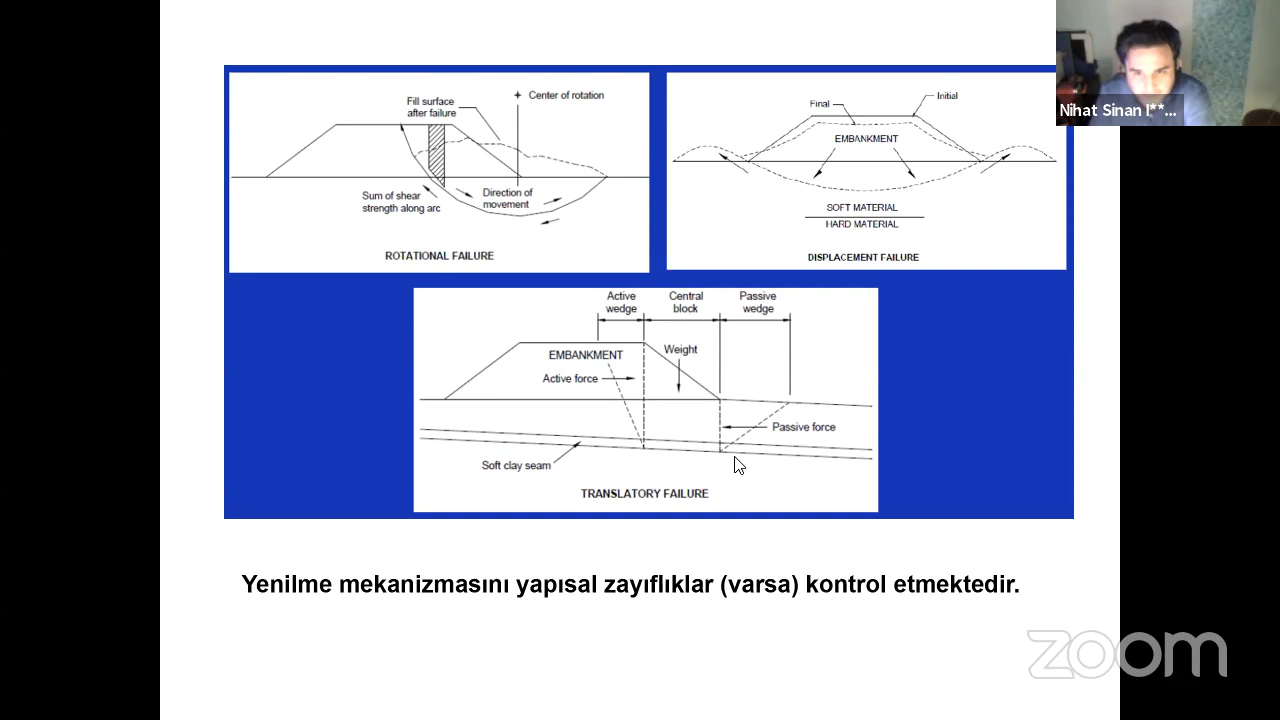 Nihat Sinan I**...
Fill surface
after failure
Center of rotation
Sum of shear
strength along arc
Direction of
movement
ROTATIONAL FAILURE
Final
Initial
EMBANKMENT
SOFT MATERIAL
HARD MATERIAL
DISPLACEMENT FAILURE
Active
wedge
Central
block
Passive
wedge
EMBANKMENT
Weight
Active force
Passive force
Soft clay seam
TRANSLATORY FAILURE
Yenilme mekanizmasını yapısal zayıflıklar (varsa) kontrol etmektedir.
zoom